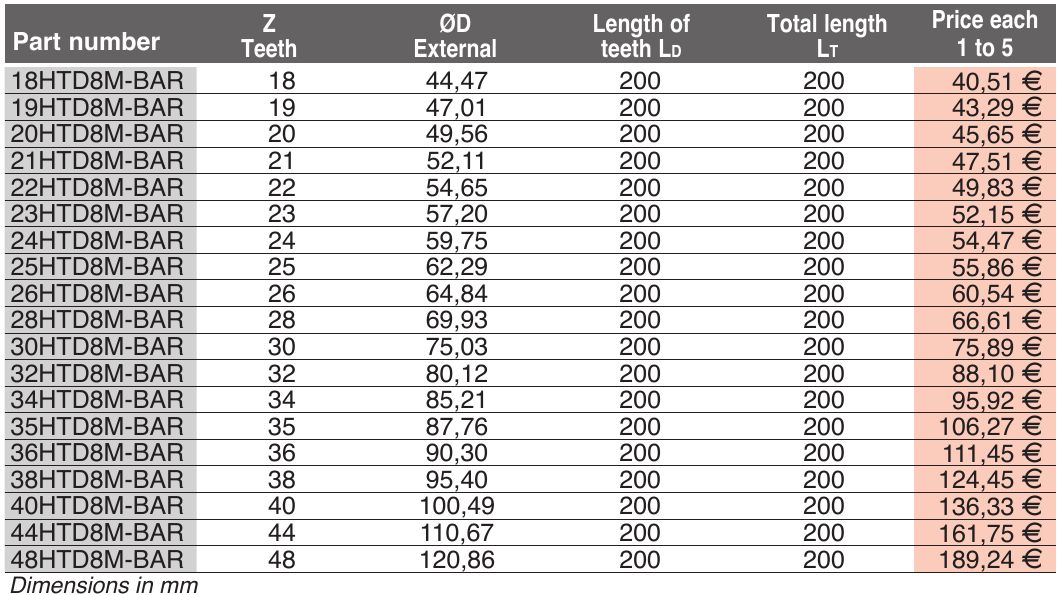 Part number Z Teeth ØD External Length of teeth LD Total length LT Price each 1 to 5
18HTD8M-BAR 18 44,47 200 200 40,51 €
19HTD8M-BAR 19 47,01 200 200 43,29 €
20HTD8M-BAR 20 49,56 200 200 45,65 €
21HTD8M-BAR 21 52,11 200 200 47,51 €
22HTD8M-BAR 22 54,65 200 200 49,83 €
23HTD8M-BAR 23 57,20 200 200 52,15 €
24HTD8M-BAR 24 59,75 200 200 54,47 €
25HTD8M-BAR 25 62,29 200 200 55,86 €
26HTD8M-BAR 26 64,84 200 200 60,54 €
28HTD8M-BAR 28 69,93 200 200 66,61 €
30HTD8M-BAR 30 75,03 200 200 75,89 €
32HTD8M-BAR 32 80,12 200 200 88,10 €
34HTD8M-BAR 34 85,21 200 200 95,92 €
35HTD8M-BAR 35 87,76 200 200 106,27 €
36HTD8M-BAR 36 90,30 200 200 111,45 €
38HTD8M-BAR 38 95,40 200 200 124,45 €
40HTD8M-BAR 40 100,49 200 200 136,33 €
44HTD8M-BAR 44 110,67 200 200 161,75 €
48HTD8M-BAR 48 120,86 200 200 189,24 €
Dimensions in mm